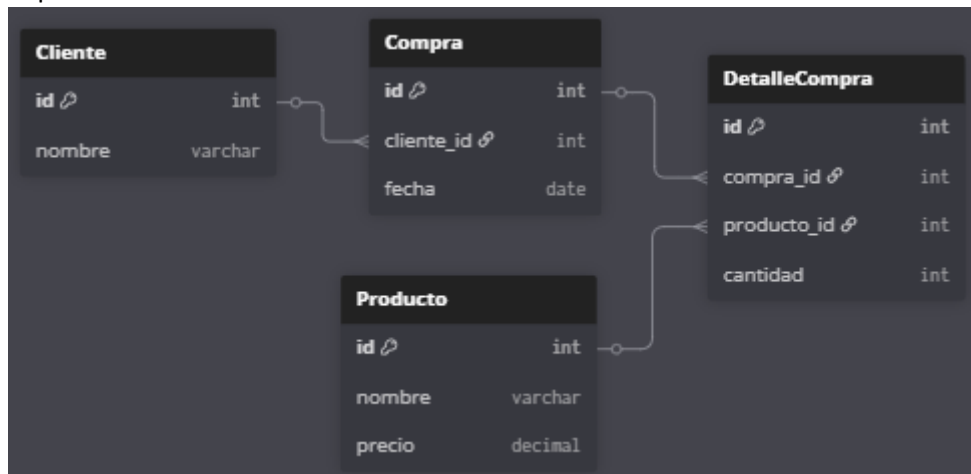 Cliente
id int
nombre varchar
Compra
id int
cliente_id int
fecha date
DetalleCompra
id int
compra_id int
producto_id int
cantidad int
Producto
id int
nombre varchar
precio decimal